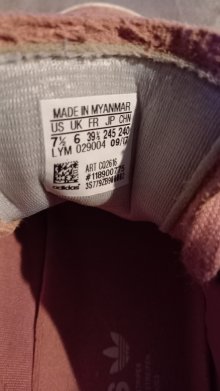 MADE IN MYANMAR
US UK FR JP CHN
7½ 6 39⅓ 245 240
LYM 029004 09/17
ART CQ2616
#118900775
adidas